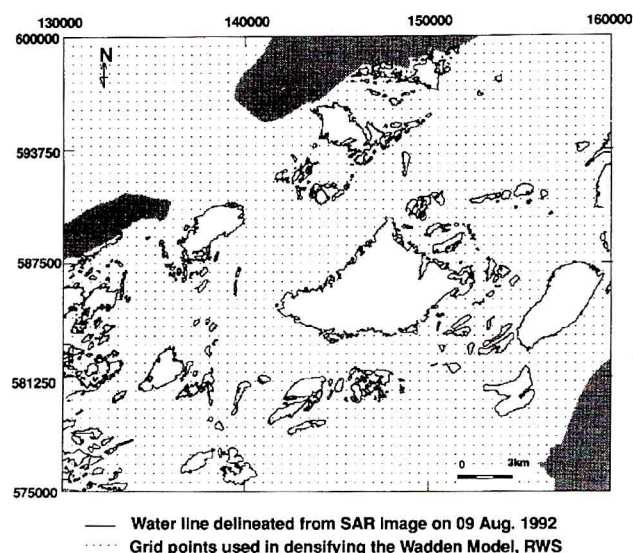 130000 140000 150000 160000
600000
N
593750
587500
581250
575000
0 3km
Water line delineated from SAR Image on 09 Aug. 1992
Grid points used in densifying the Wadden Model, RWS